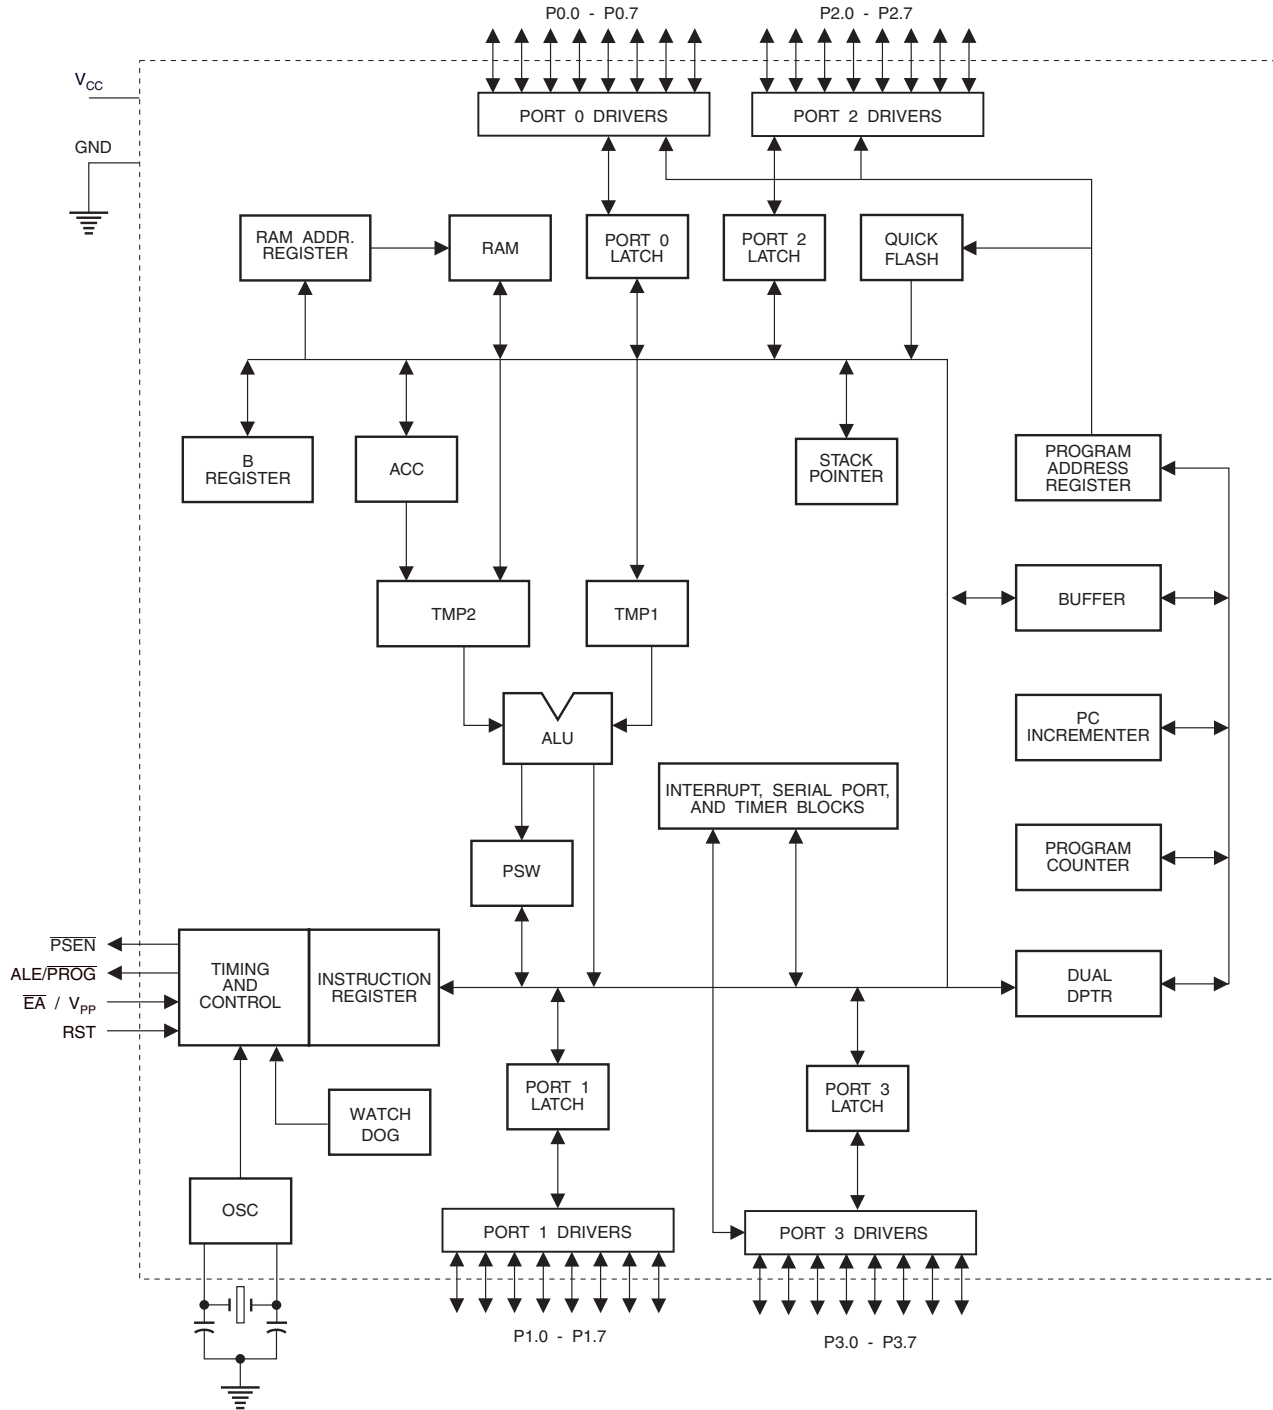 P0.0 - P0.7
P2.0 - P2.7
VCC
PORT 0 DRIVERS
PORT 2 DRIVERS
GND
RAM ADDR.
REGISTER
RAM
PORT 0
LATCH
PORT 2
LATCH
QUICK
FLASH
B
REGISTER
ACC
STACK
POINTER
PROGRAM
ADDRESS
REGISTER
TMP2
TMP1
BUFFER
ALU
PC
INCREMENTER
INTERRUPT, SERIAL PORT,
AND TIMER BLOCKS
PSW
PROGRAM
COUNTER
PSEN
ALE/PROG
EA / VPP
RST
TIMING
AND
CONTROL
INSTRUCTION
REGISTER
DUAL
DPTR
PORT 1
LATCH
PORT 3
LATCH
WATCH
DOG
OSC
PORT 1 DRIVERS
PORT 3 DRIVERS
P1.0 - P1.7
P3.0 - P3.7